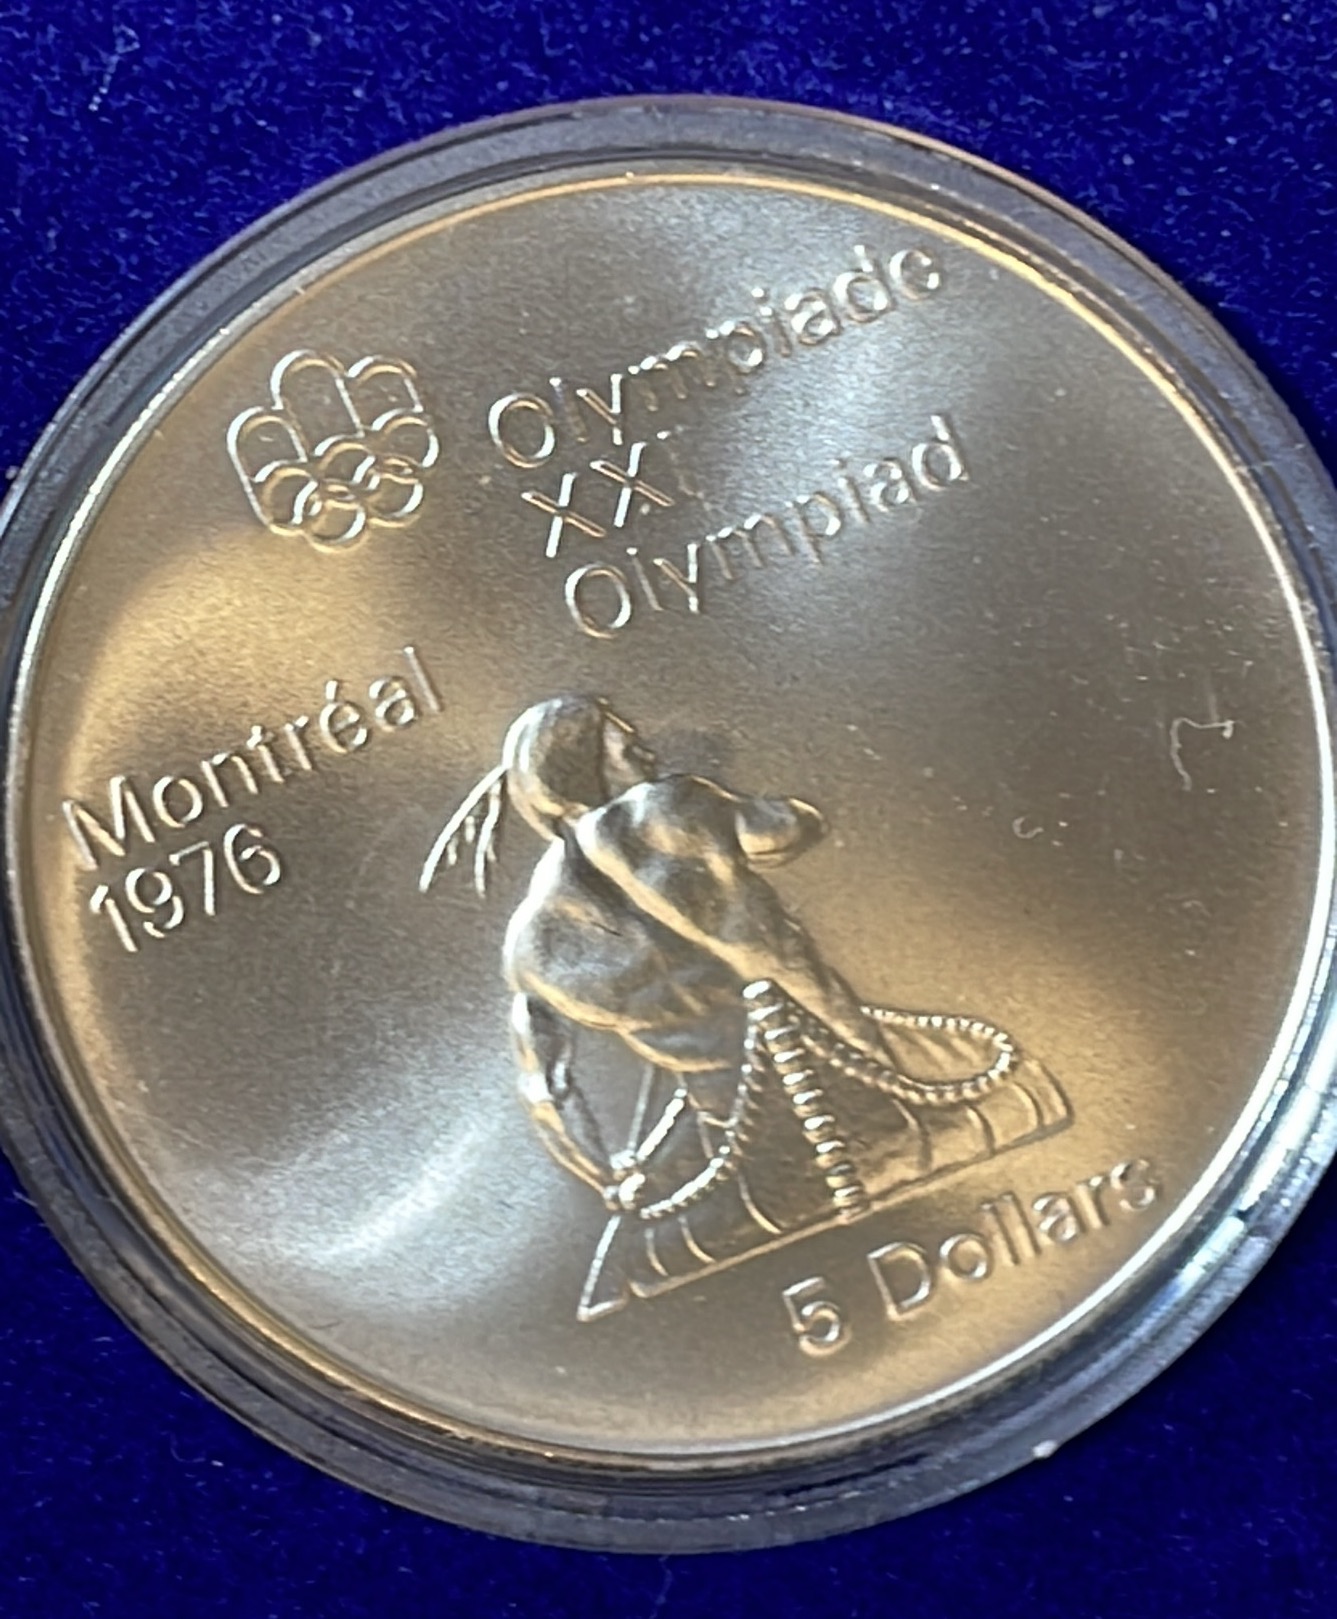 Olympiade
XXI
Olympiad
Montréal
1976
5 Dollars